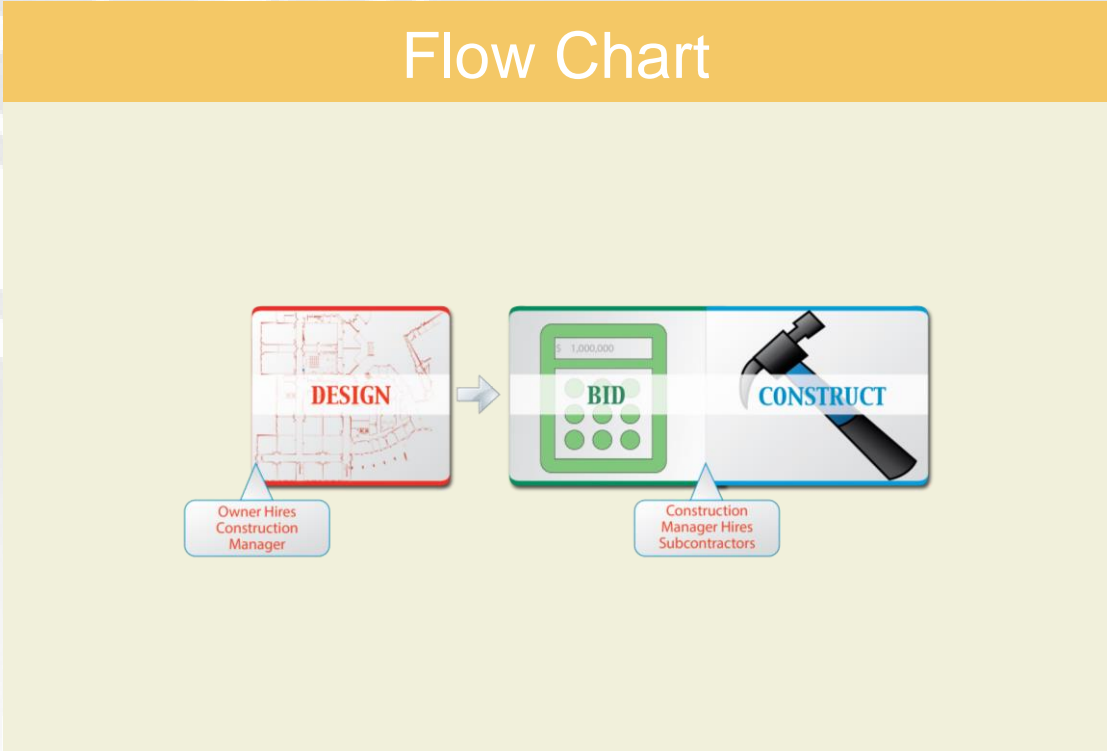 Flow Chart
$ 1,000,000
DESIGN
BID
CONSTRUCT
Owner Hires
Construction
Manager
Construction
Manager Hires
Subcontractors